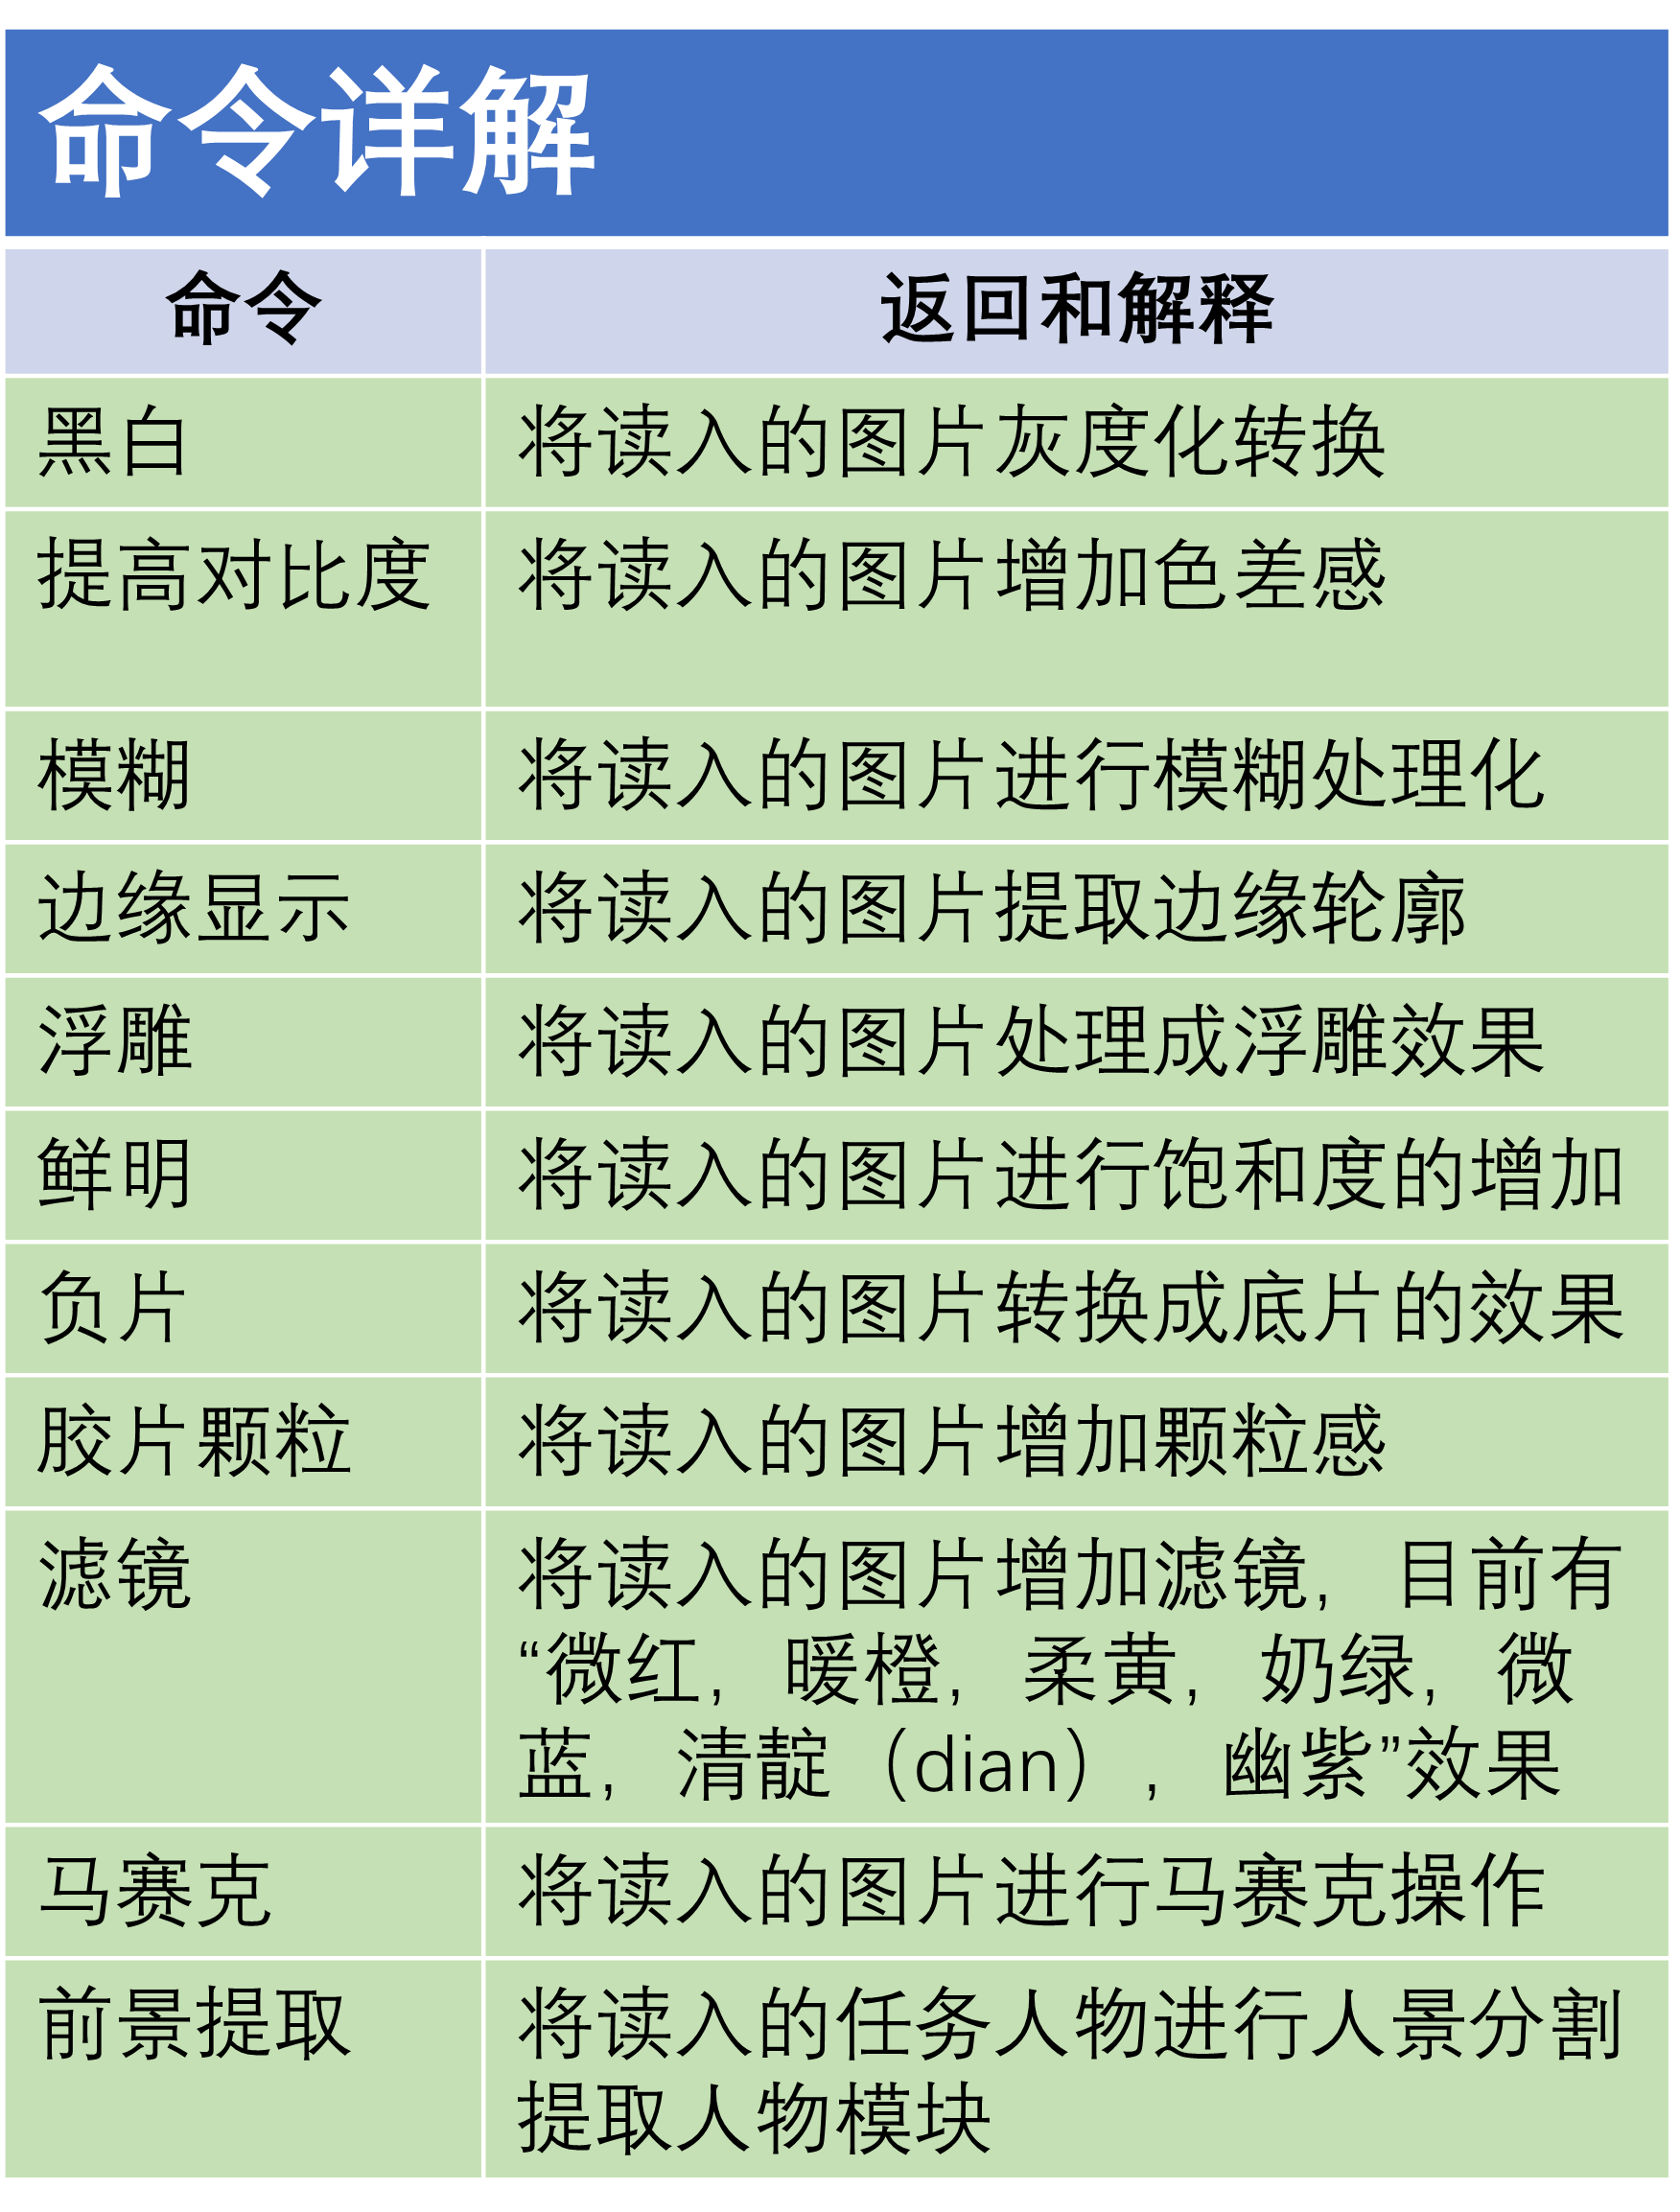 命令详解
命令
返回和解释
黑白
将读入的图片灰度化转换
提高对比度
将读入的图片增加色差感
模糊
将读入的图片进行模糊处理化
边缘显示
将读入的图片提取边缘轮廓
浮雕
将读入的图片处理成浮雕效果
鲜明
将读入的图片进行饱和度的增加
负片
将读入的图片转换成底片的效果
胶片颗粒
将读入的图片增加颗粒感
滤镜
将读入的图片增加滤镜，目前有
“微红，暖橙，柔黄，奶绿，微
蓝，清靛（dian），幽紫”效果
马赛克
将读入的图片进行马赛克操作
前景提取
将读入的任务人物进行人景分割
提取人物模块